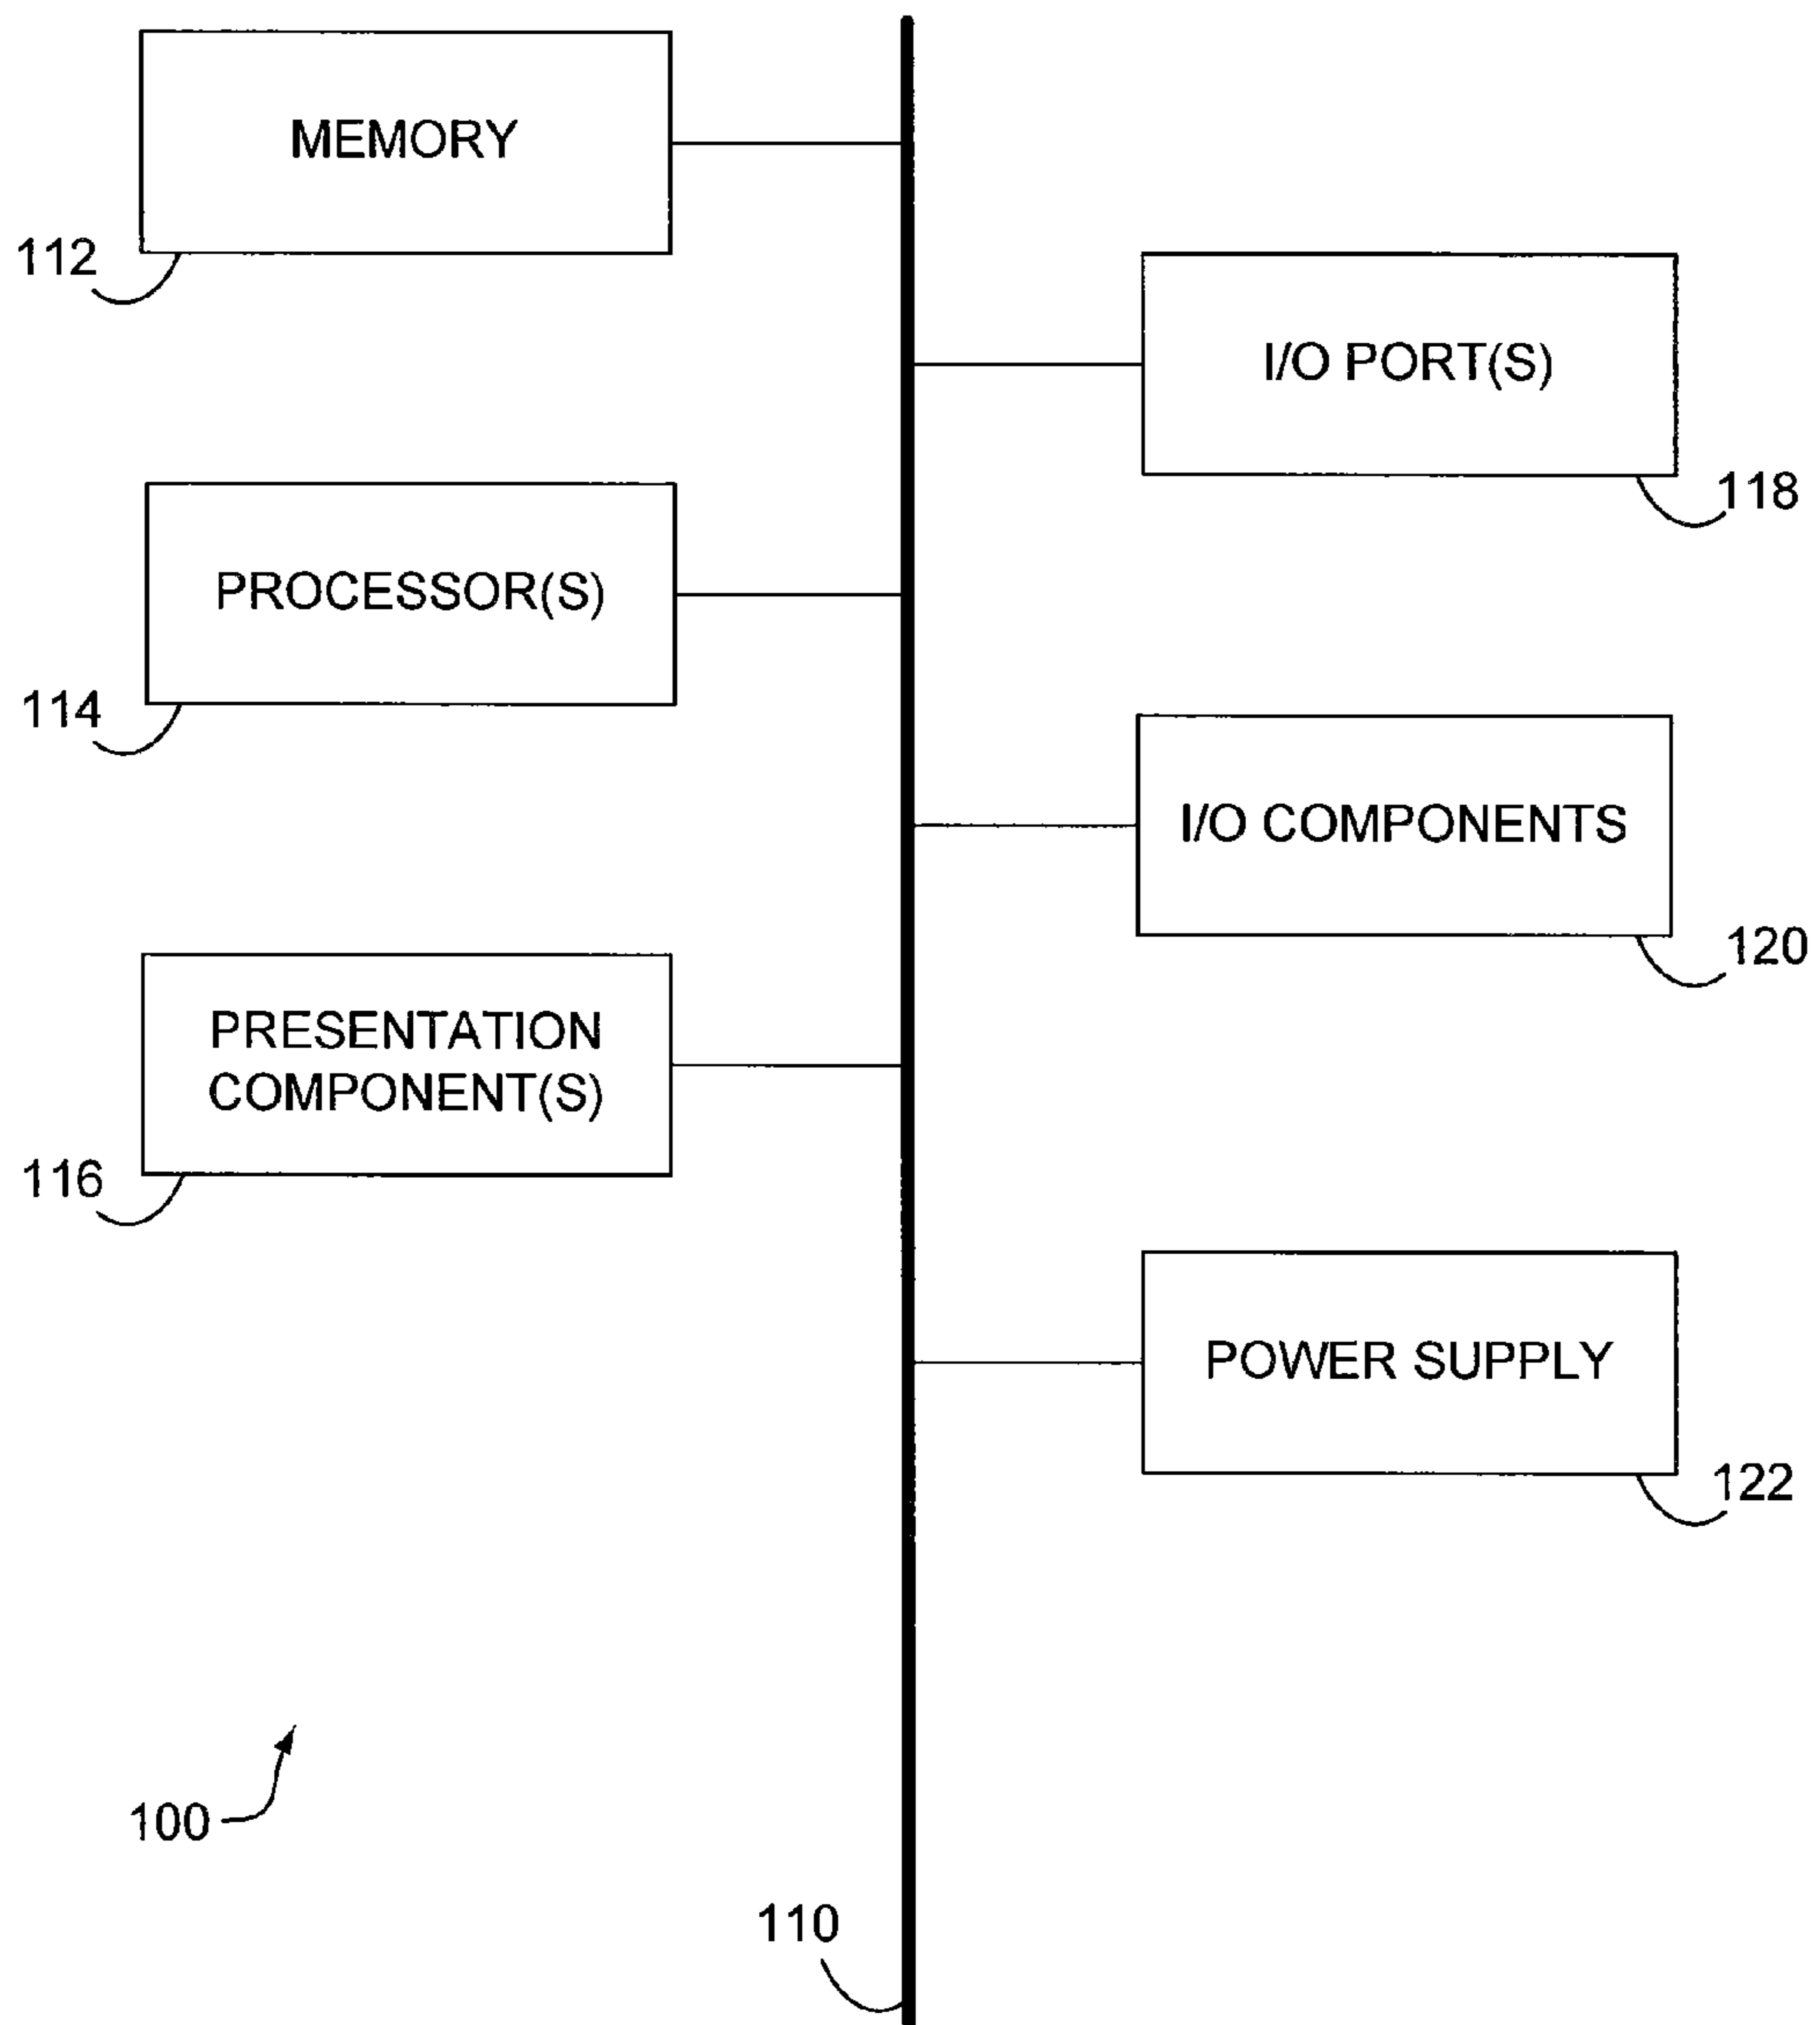 MEMORY
112
I/O PORT(S)
118
PROCESSOR(S)
114
I/O COMPONENTS
120
PRESENTATION
COMPONENT(S)
116
POWER SUPPLY
122
100
110